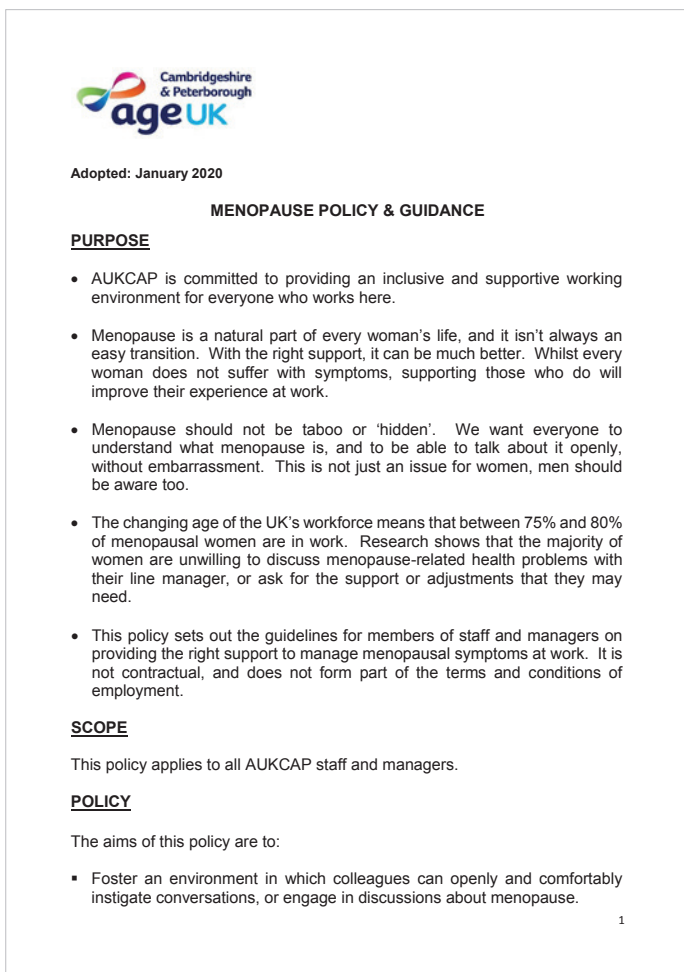 Cambridgeshire
& Peterborough
ageUK
Adopted: January 2020
MENOPAUSE POLICY & GUIDANCE
PURPOSE
• AUKCAP is committed to providing an inclusive and supportive working
environment for everyone who works here.
• Menopause is a natural part of every woman's life, and it isn't always an
easy transition. With the right support, it can be much better. Whilst every
woman does not suffer with symptoms, supporting those who do will
improve their experience at work.
• Menopause should not be taboo or 'hidden'. We want everyone to
understand what menopause is, and to be able to talk about it openly,
without embarrassment. This is not just an issue for women, men should
be aware too.
• The changing age of the UK's workforce means that between 75% and 80%
of menopausal women are in work. Research shows that the majority of
women are unwilling to discuss menopause-related health problems with
their line manager, or ask for the support or adjustments that they may
need.
• This policy sets out the guidelines for members of staff and managers on
providing the right support to manage menopausal symptoms at work. It is
not contractual, and does not form part of the terms and conditions of
employment.
SCOPE
This policy applies to all AUKCAP staff and managers.
POLICY
The aims of this policy are to:
▪ Foster an environment in which colleagues can openly and comfortably
instigate conversations, or engage in discussions about menopause.
1